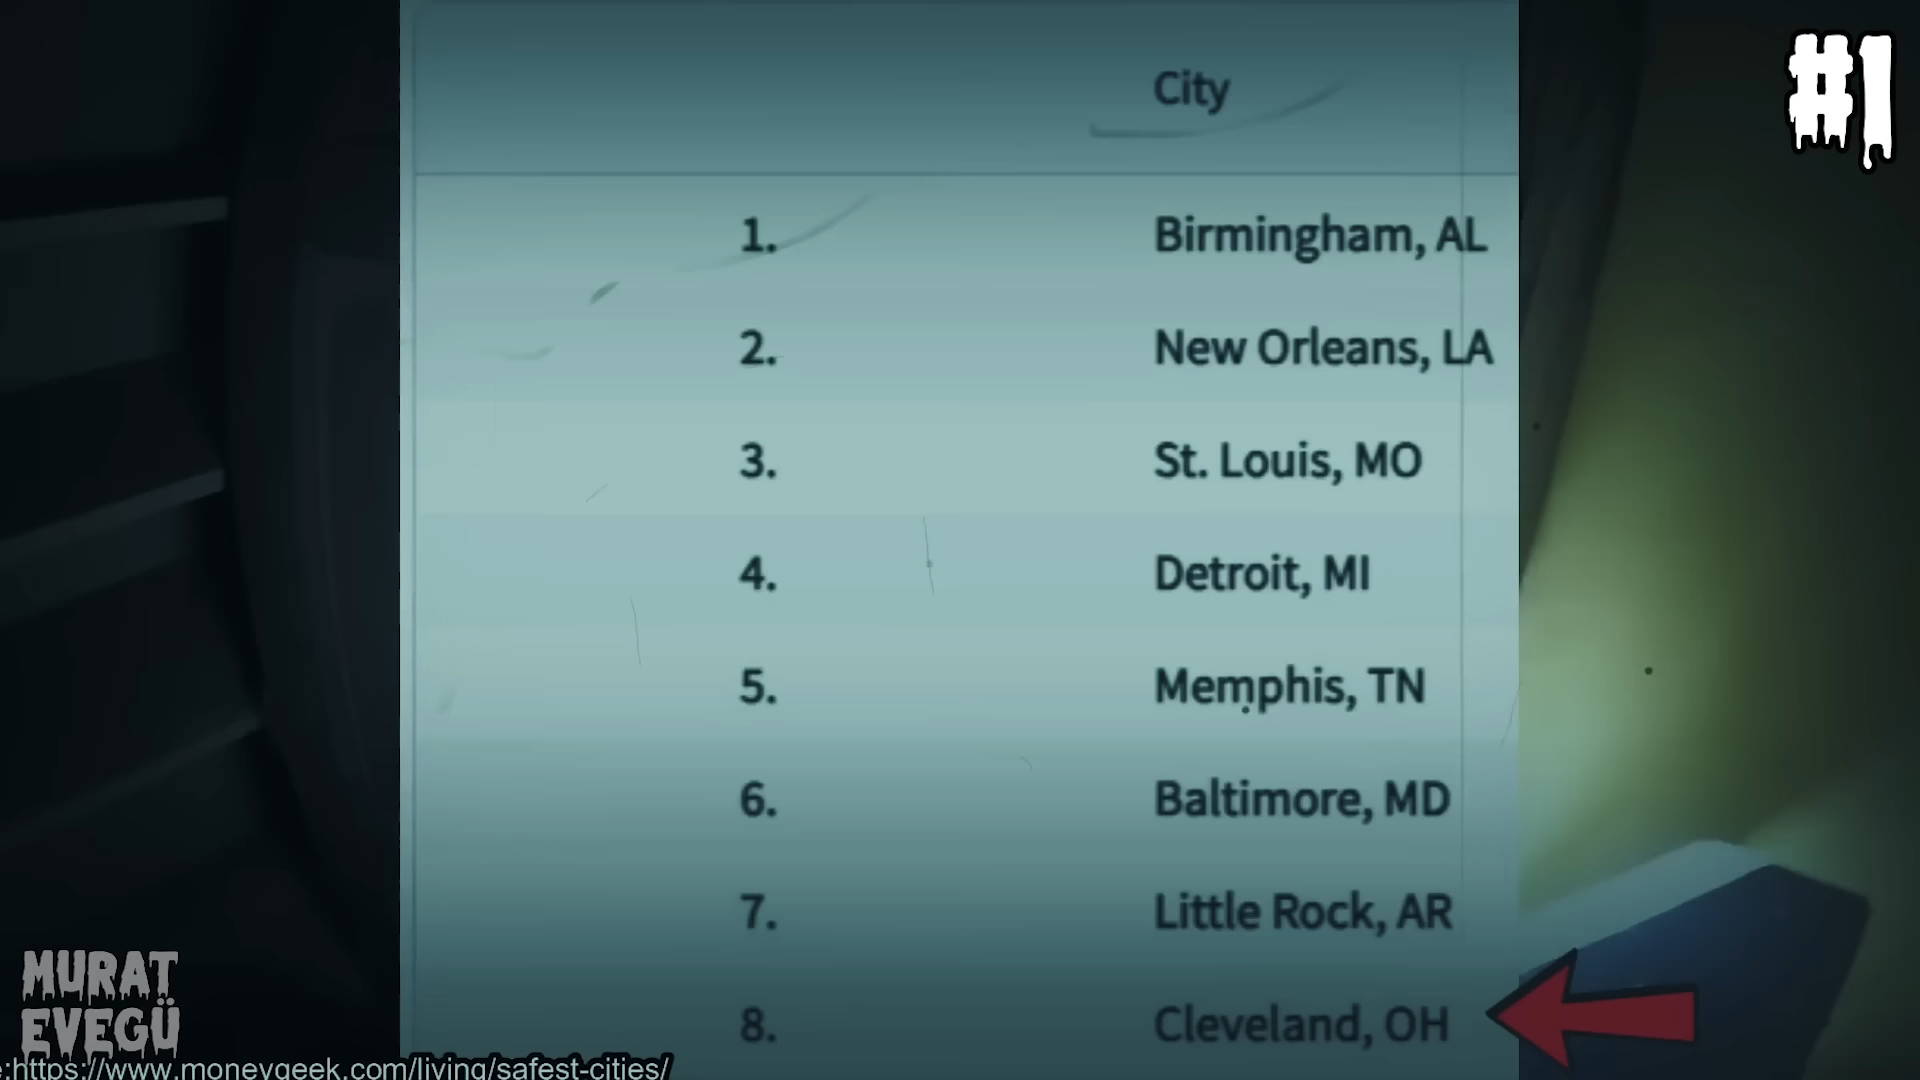 #1
City
1. Birmingham, AL
2. New Orleans, LA
3. St. Louis, MO
4. Detroit, MI
5. Memphis, TN
6. Baltimore, MD
7. Little Rock, AR
8. Cleveland, OH
MURAT
EVEGÜ
e:https://www.moneygeek.com/living/safest-cities/